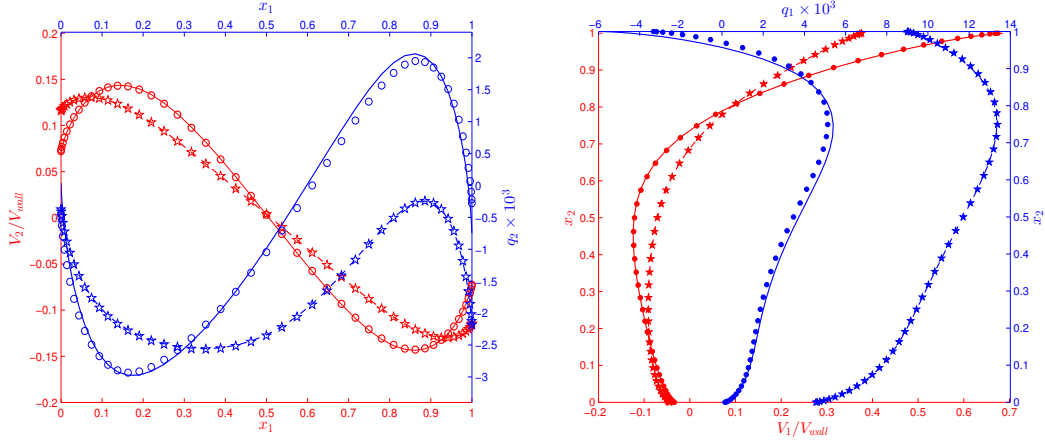 x₁
0 0.1 0.2 0.3 0.4 0.5 0.6 0.7 0.8 0.9 1
0.2 0.15 0.1 0.05 0 −0.05 −0.1 −0.15 −0.2
V₂/V_wall
2 1.5 1 0.5 0 −0.5 −1 −1.5 −2 −2.5 −3
q₂ × 10³
0 0.1 0.2 0.3 0.4 0.5 0.6 0.7 0.8 0.9 1
x₁
q₁ × 10³
−6 −4 −2 0 2 4 6 8 10 12 14
1 0.9 0.8 0.7 0.6 0.5 0.4 0.3 0.2 0.1 0
x₂
1 0.9 0.8 0.7 0.6 0.5 0.4 0.3 0.2 0.1 0
x₂
−0.2 −0.1 0 0.1 0.2 0.3 0.4 0.5 0.6 0.7
V₁/V_wall